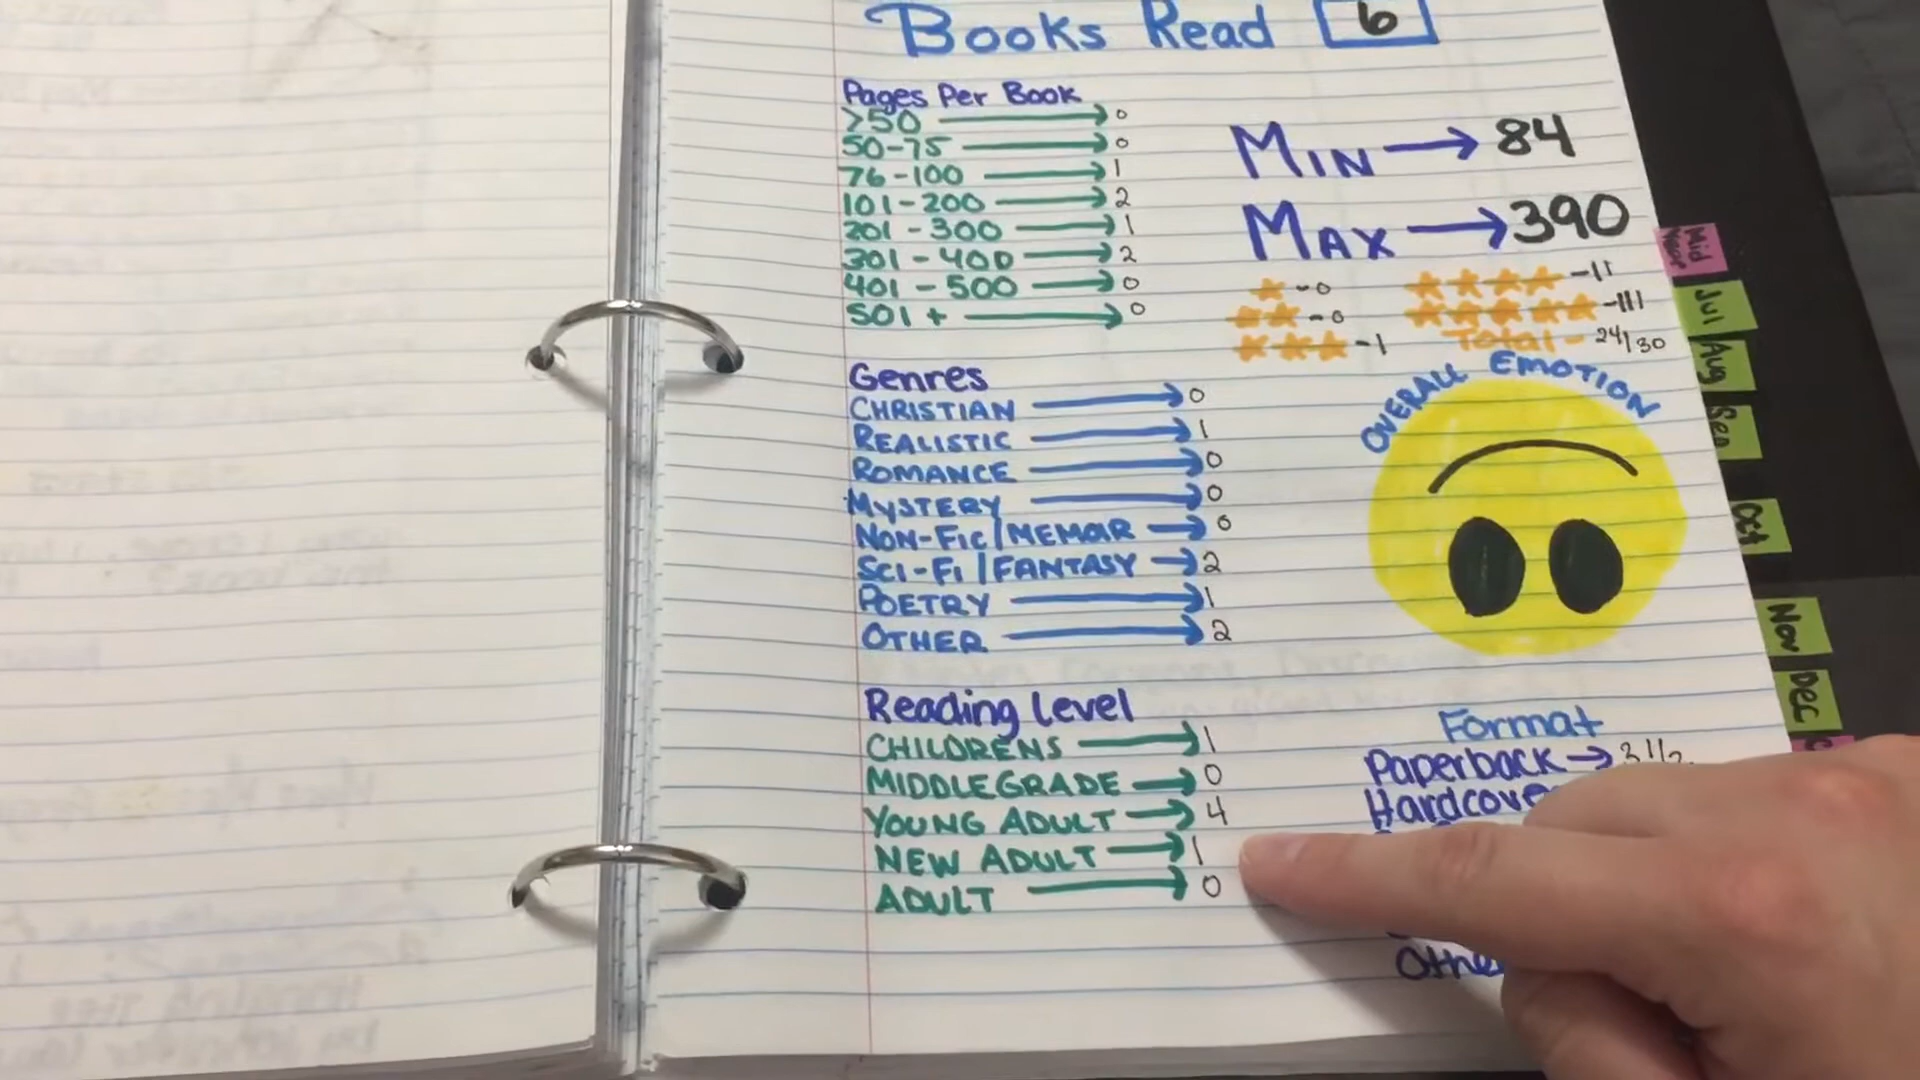 Books Read 6
Pages Per Book
>50 → 0
50-75 → 0
76-100 → 1
101-200 → 2
201-300 → 1
301-400 → 2
401-500 → 0
501+ → 0
MIN → 84
MAX → 390
★ -0
★★ -0
★★★ -1
★★★★ -11
★★★★★ -111
Total - 24/30
Genres
CHRISTIAN → 0
REALISTIC → 1
ROMANCE → 0
MYSTERY → 0
NON-FIC/MEMOIR → 0
SCI-FI/FANTASY → 2
POETRY → 1
OTHER → 2
OVERALL EMOTION
Reading Level
CHILDRENS → 1
MIDDLEGRADE → 0
YOUNG ADULT → 4
NEW ADULT → 1
ADULT → 0
Format
Paperback → 3 1/2
Hardcove
Othe
Mid Year
Jul
Aug
Sep
Oct
Nov
Dec